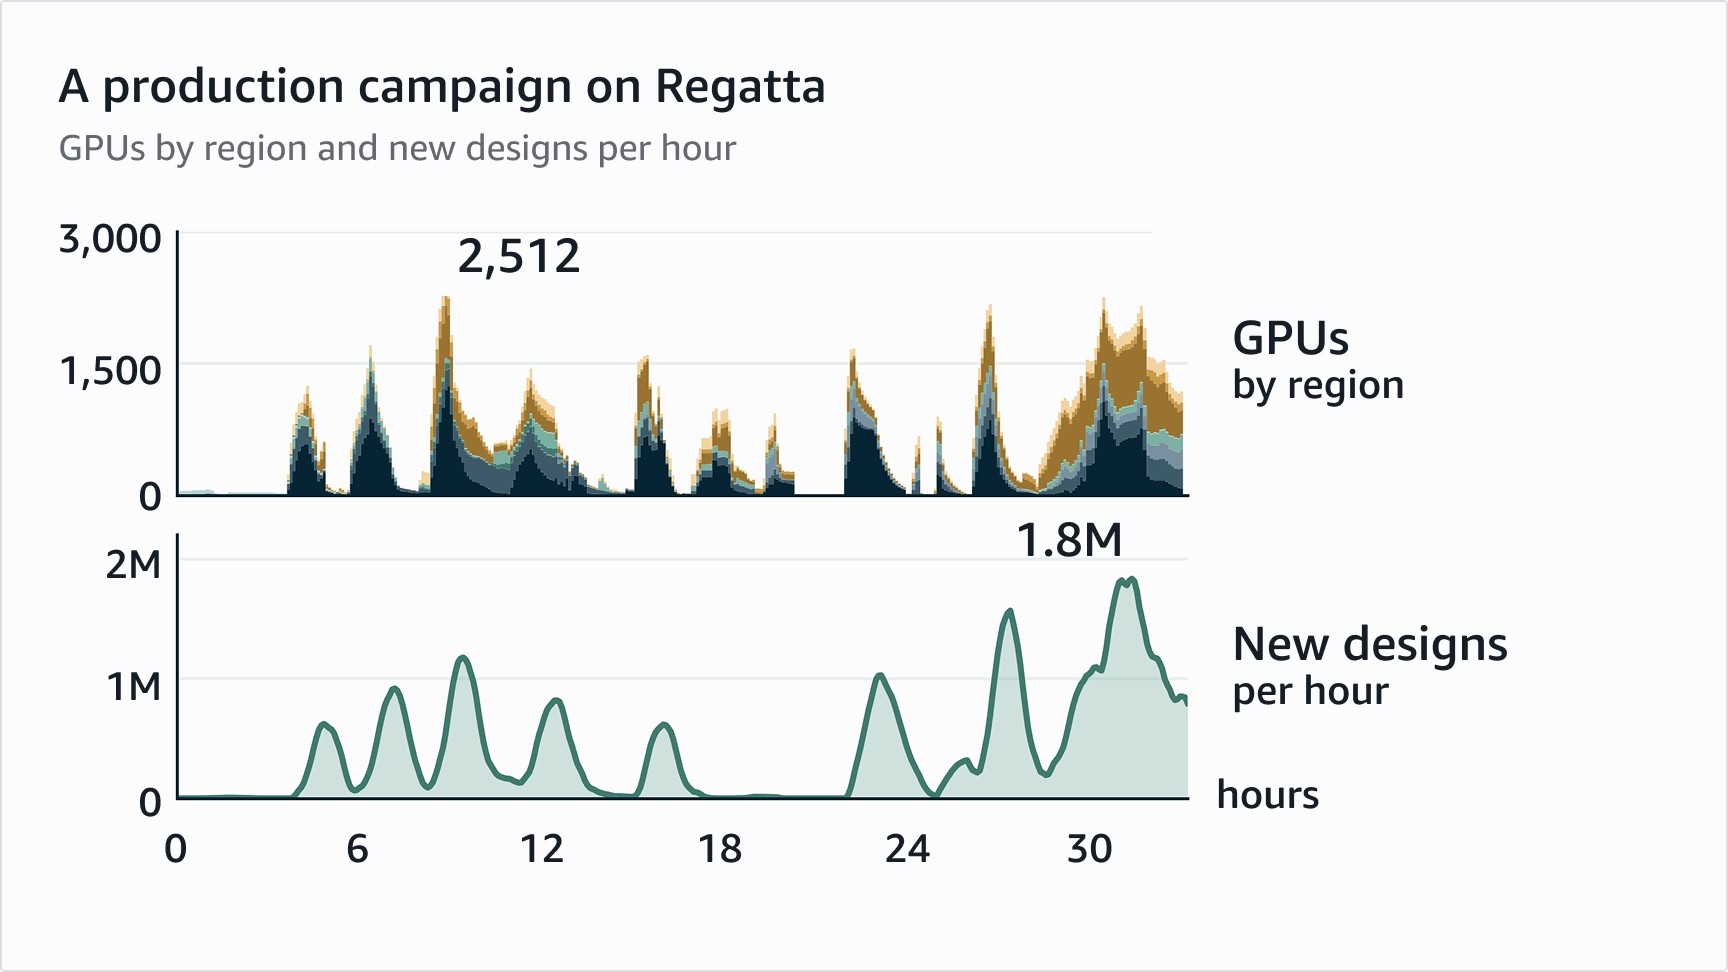 A production campaign on Regatta
GPUs by region and new designs per hour
3,000
2,512
1,500
0
GPUs
by region
1.8M
2M
1M
0
New designs
per hour
hours
0 6 12 18 24 30